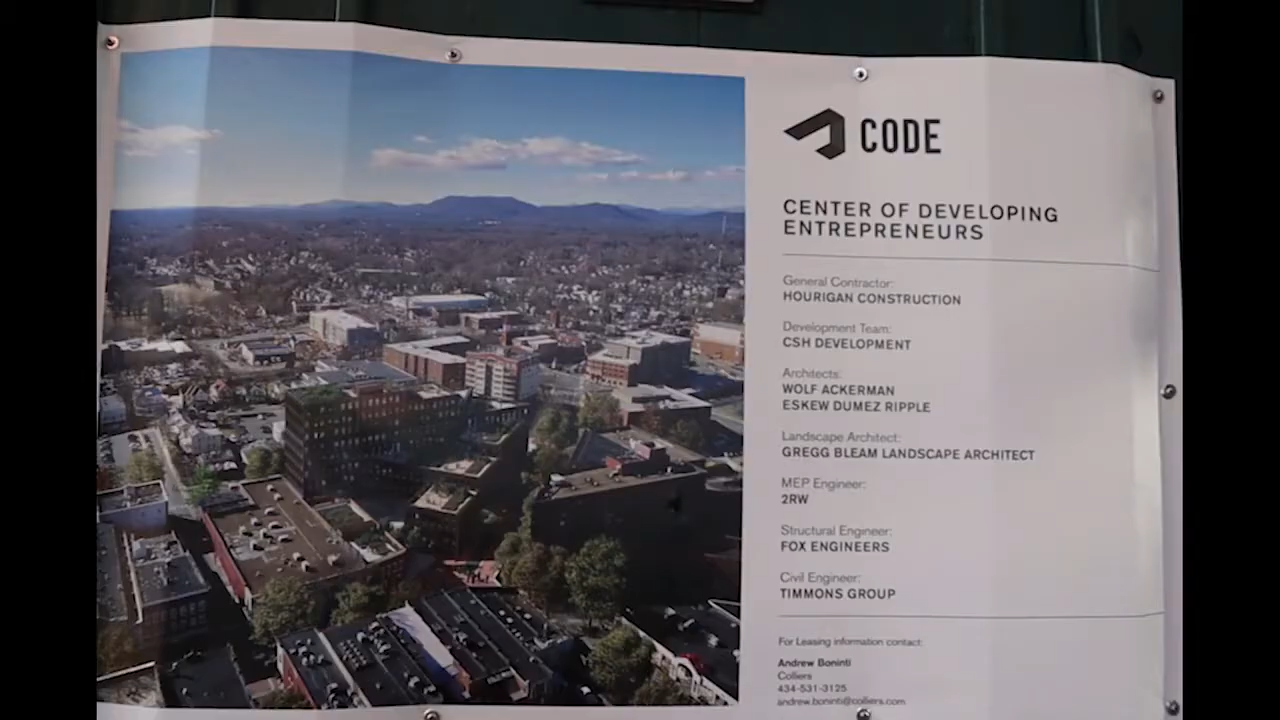 CODE
CENTER OF DEVELOPING
ENTREPRENEURS
General Contractor:
HOURIGAN CONSTRUCTION
Development Team:
CSH DEVELOPMENT
Architects:
WOLF ACKERMAN
ESKEW DUMEZ RIPPLE
Landscape Architect:
GREGG BLEAM LANDSCAPE ARCHITECT
MEP Engineer:
2RW
Structural Engineer:
FOX ENGINEERS
Civil Engineer:
TIMMONS GROUP
For Leasing information contact:
Andrew Boninti
Colliers
434-531-3125
andrew.boninti@colliers.com